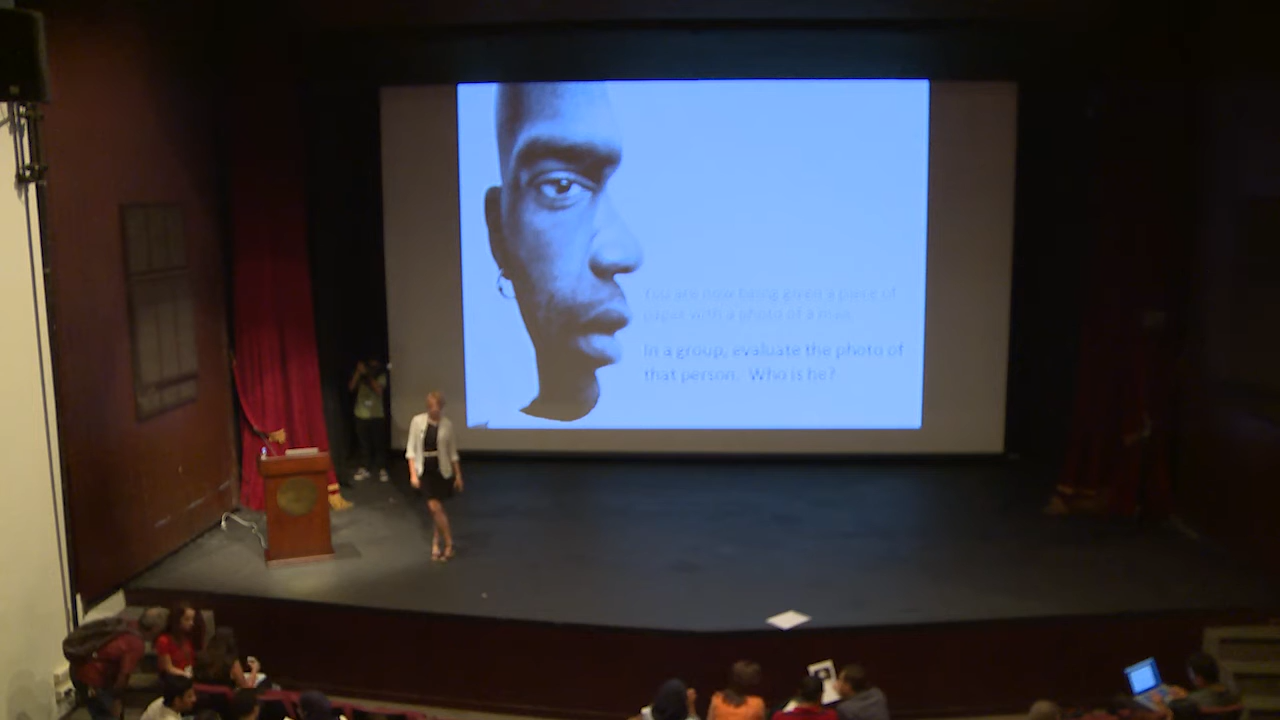 You are now being given a piece of
paper with a photo of a man.
In a group, evaluate the photo of
that person. Who is he?